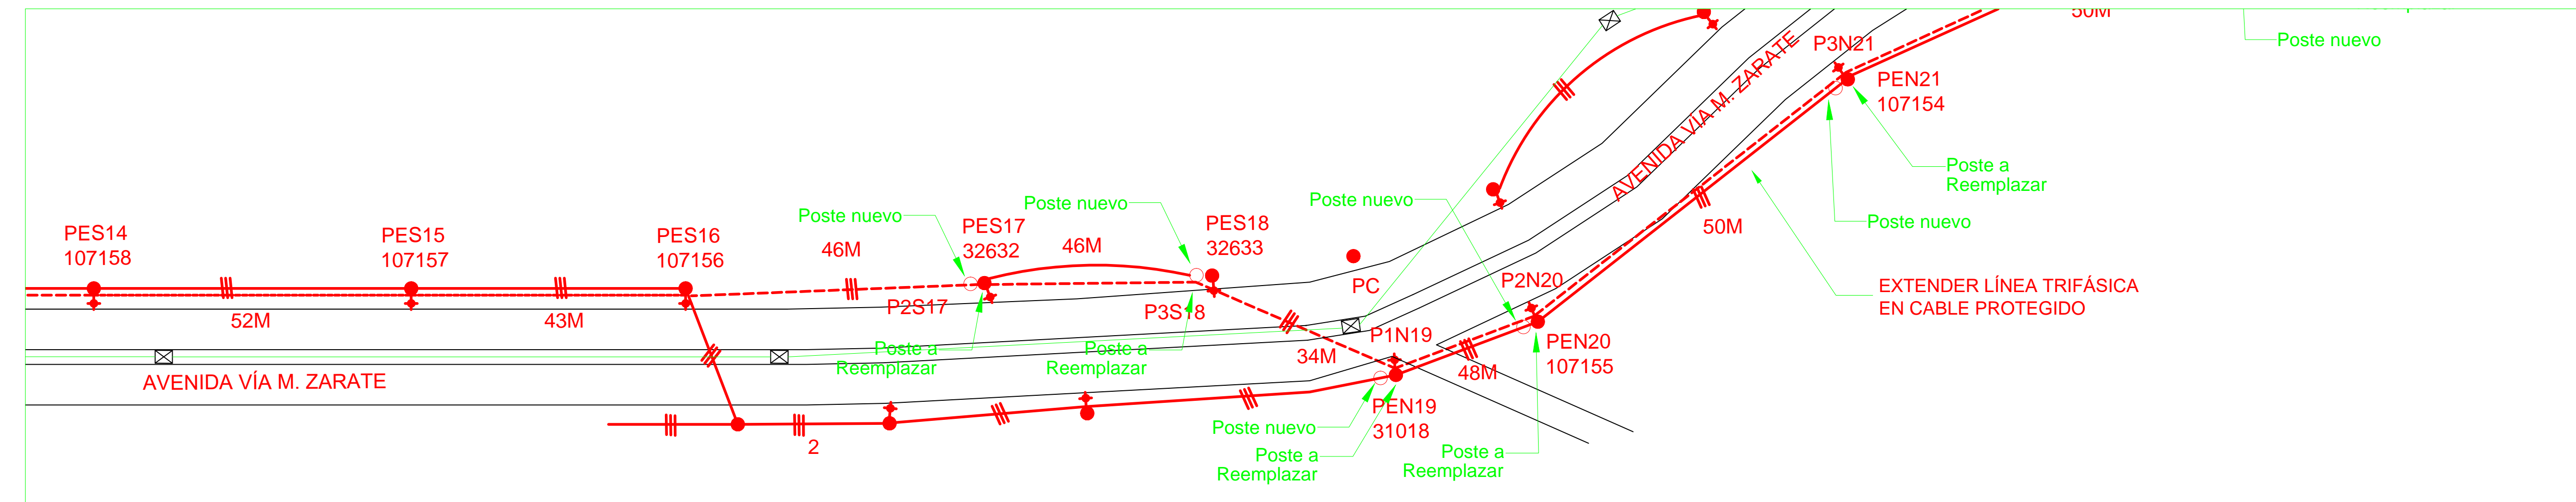 50M
Poste nuevo
P3N21
AVENIDA VÍA M. ZARATE
PEN21
107154
Poste a
Reemplazar
Poste nuevo
EXTENDER LÍNEA TRIFÁSICA
EN CABLE PROTEGIDO
50M
Poste nuevo
P2N20
PEN20
107155
Poste a
Reemplazar
48M
PES14
107158
52M
PES15
107157
43M
PES16
107156
46M
Poste nuevo
PES17
32632
P2S17
Poste a
Reemplazar
46M
Poste nuevo
PES18
32633
P3S18
Poste a
Reemplazar
PC
34M
P1N19
PEN19
31018
Poste nuevo
Poste a
Reemplazar
AVENIDA VÍA M. ZARATE
2